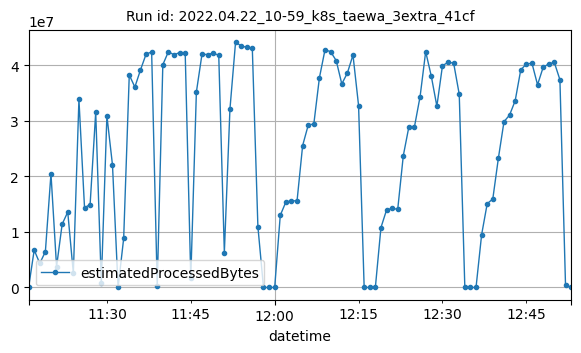 Run id: 2022.04.22_10-59_k8s_taewa_3extra_41cf
1e7
4
3
2
1
0
estimatedProcessedBytes
11:30 11:45 12:00 12:15 12:30 12:45
datetime